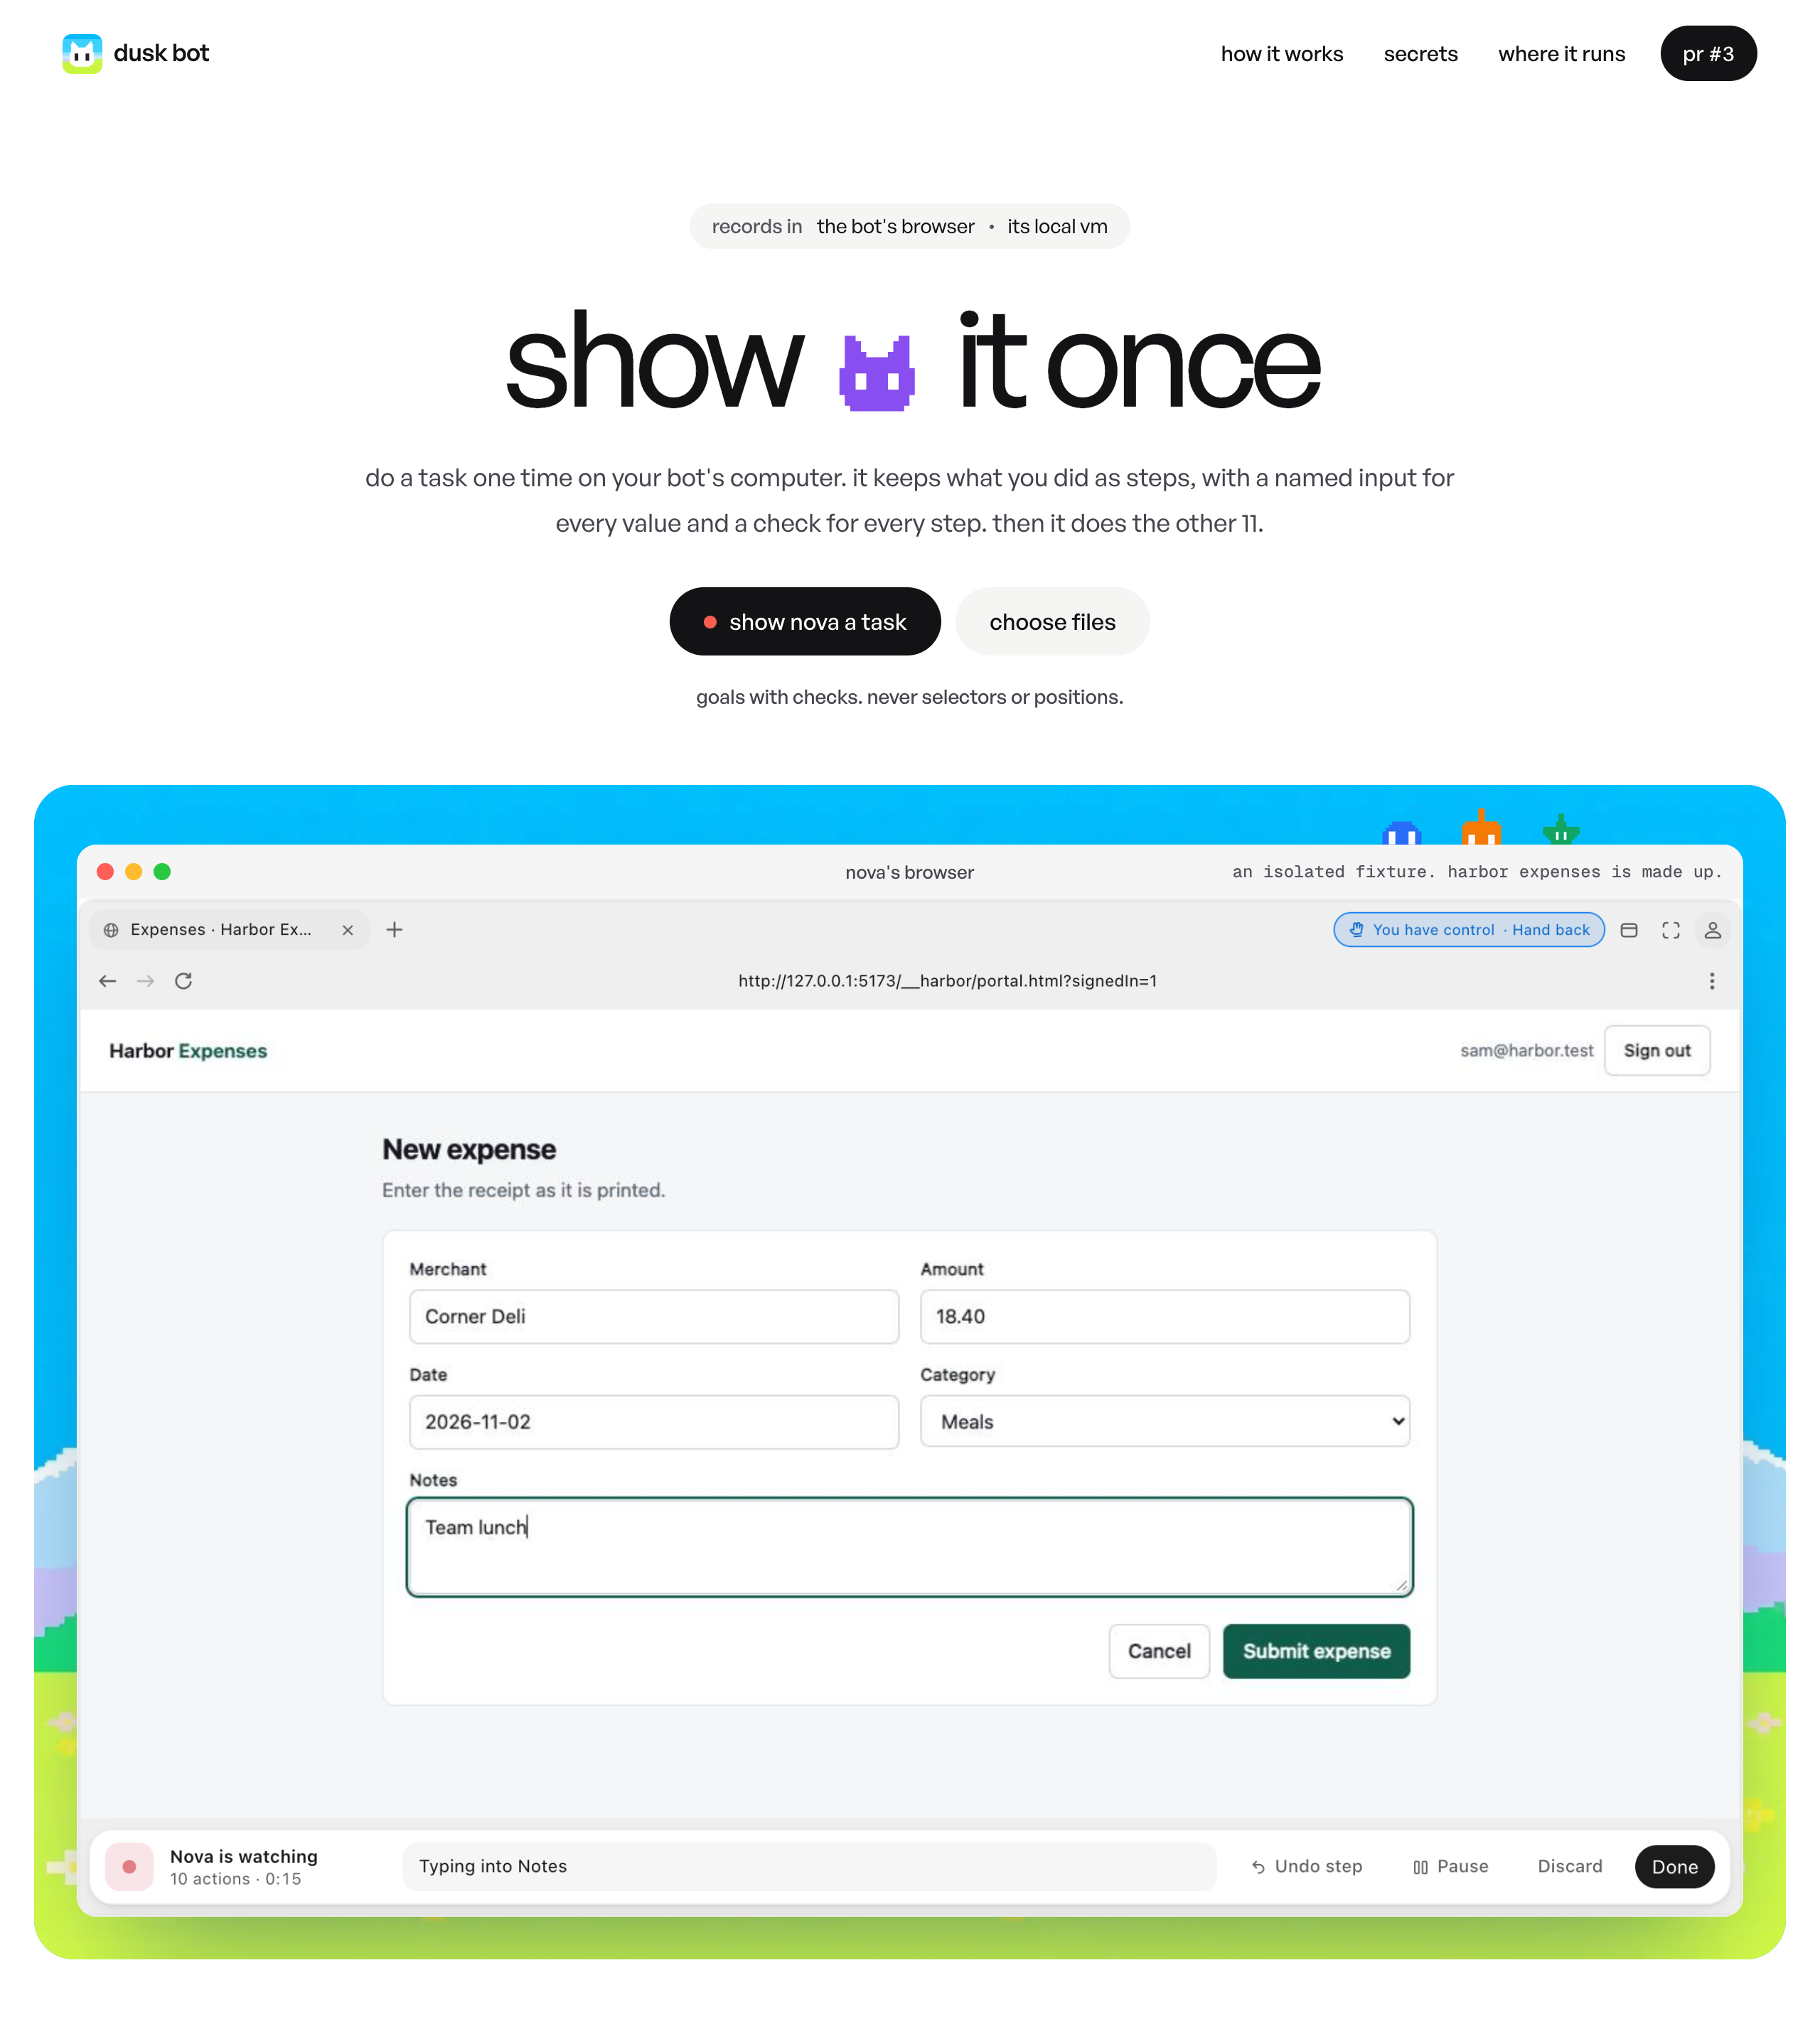 dusk bot
how it works
secrets
where it runs
pr #3
records in the bot's browser • its local vm
show it once
do a task one time on your bot's computer. it keeps what you did as steps, with a named input for
every value and a check for every step. then it does the other 11.
show nova a task
choose files
goals with checks. never selectors or positions.
nova's browser
an isolated fixture. harbor expenses is made up.
Expenses · Harbor Ex...
You have control · Hand back
http://127.0.0.1:5173/__harbor/portal.html?signedIn=1
Harbor Expenses
sam@harbor.test
Sign out
New expense
Enter the receipt as it is printed.
Merchant
Amount
Corner Deli
18.40
Date
Category
2026-11-02
Meals
Notes
Team lunch
Cancel
Submit expense
Nova is watching
10 actions · 0:15
Typing into Notes
Undo step
Pause
Discard
Done